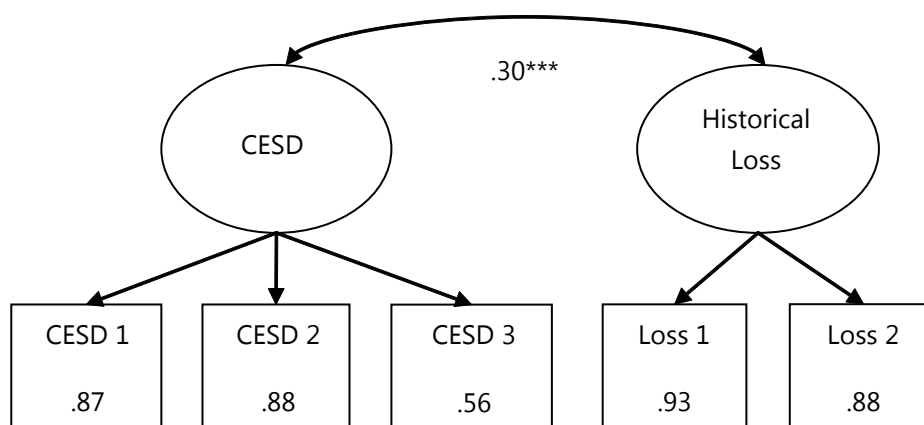 .30***
CESD
Historical
Loss
CESD 1
.87
CESD 2
.88
CESD 3
.56
Loss 1
.93
Loss 2
.88